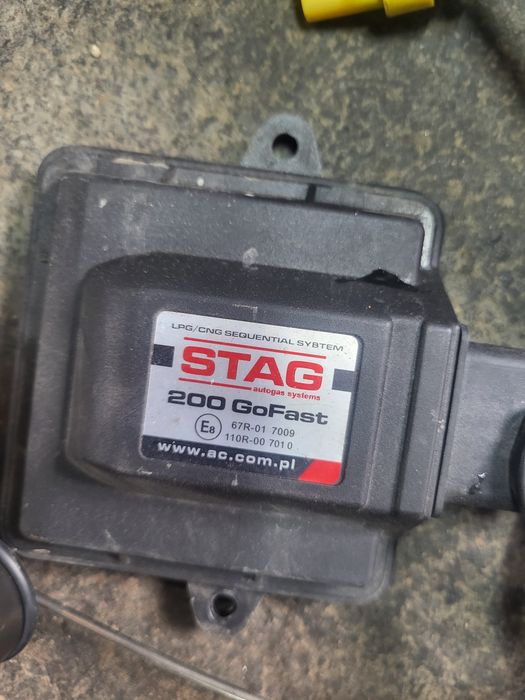 LPG/CNG SEQUENTIAL SYSTEM
STAG
autogas systems
200 GoFast
E8 67R-01 7009
110R-00 7010
www.ac.com.pl